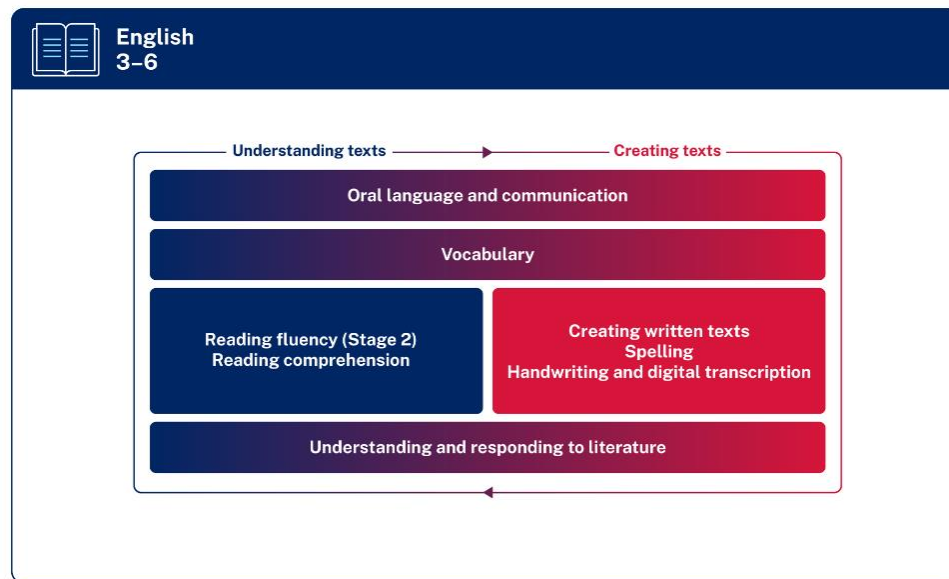 English
3–6
Understanding texts
Creating texts
Oral language and communication
Vocabulary
Reading fluency (Stage 2)
Reading comprehension
Creating written texts
Spelling
Handwriting and digital transcription
Understanding and responding to literature